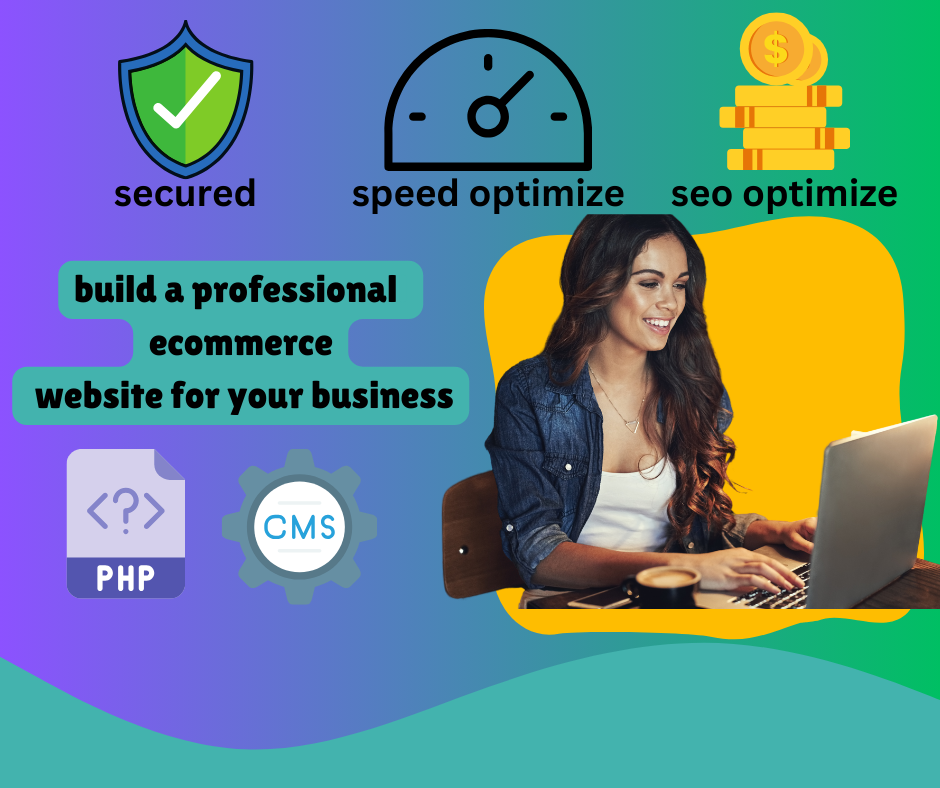 secured
speed optimize
seo optimize
build a professional
ecommerce
website for your business
<?>
PHP
CMS
$